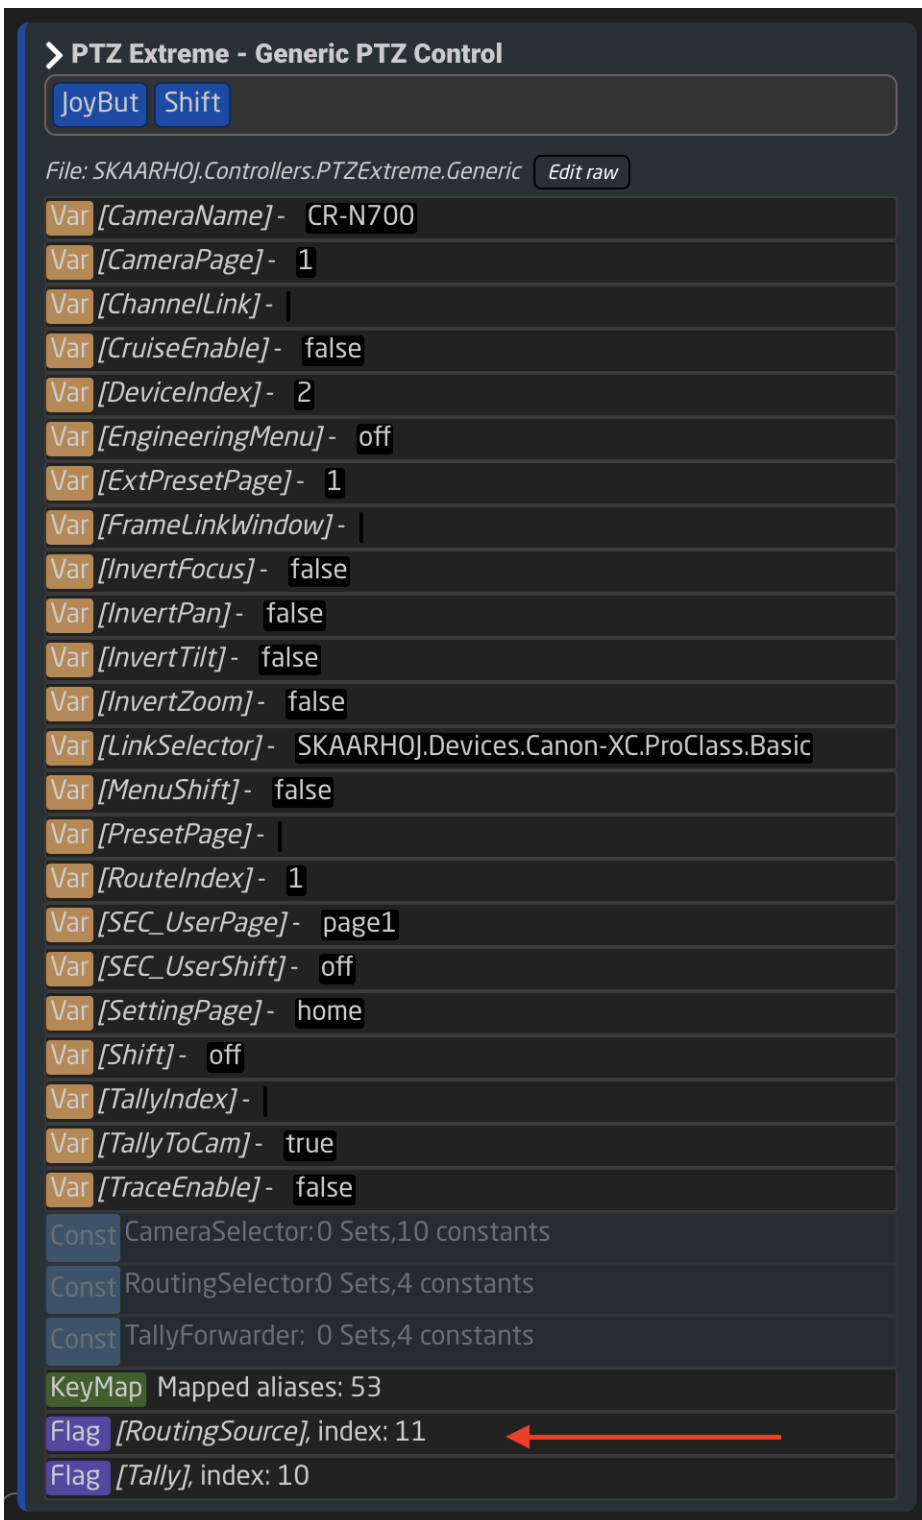 PTZ Extreme - Generic PTZ Control
JoyBut Shift
File: SKAARHOJ.Controllers.PTZExtreme.Generic Edit raw
Var [CameraName] - CR-N700
Var [CameraPage] - 1
Var [ChannelLink] -
Var [CruiseEnable] - false
Var [DeviceIndex] - 2
Var [EngineeringMenu] - off
Var [ExtPresetPage] - 1
Var [FrameLinkWindow] -
Var [InvertFocus] - false
Var [InvertPan] - false
Var [InvertTilt] - false
Var [InvertZoom] - false
Var [LinkSelector] - SKAARHOJ.Devices.Canon-XC.ProClass.Basic
Var [MenuShift] - false
Var [PresetPage] -
Var [RouteIndex] - 1
Var [SEC_UserPage] - page1
Var [SEC_UserShift] - off
Var [SettingPage] - home
Var [Shift] - off
Var [TallyIndex] -
Var [TallyToCam] - true
Var [TraceEnable] - false
Const CameraSelector: 0 Sets,10 constants
Const RoutingSelector: 0 Sets,4 constants
Const TallyForwarder: 0 Sets,4 constants
KeyMap Mapped aliases: 53
Flag [RoutingSource], index: 11
Flag [Tally], index: 10